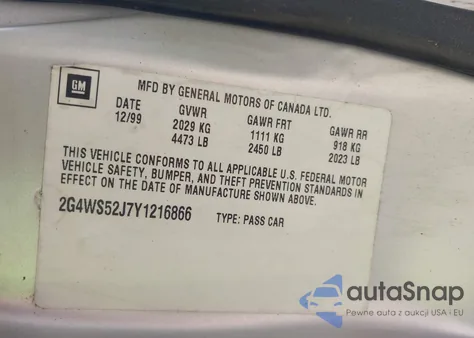 GM
MFD BY GENERAL MOTORS OF CANADA LTD.
DATE GVWR GAWR FRT GAWR RR
12/99 2029 KG 1111 KG 918 KG
4473 LB 2450 LB 2023 LB
THIS VEHICLE CONFORMS TO ALL APPLICABLE U.S. FEDERAL MOTOR
VEHICLE SAFETY, BUMPER, AND THEFT PREVENTION STANDARDS IN
EFFECT ON THE DATE OF MANUFACTURE SHOWN ABOVE.
2G4WS52J7Y1216866 TYPE: PASS CAR
autoSnap
Pewne auta z aukcji USA i EU